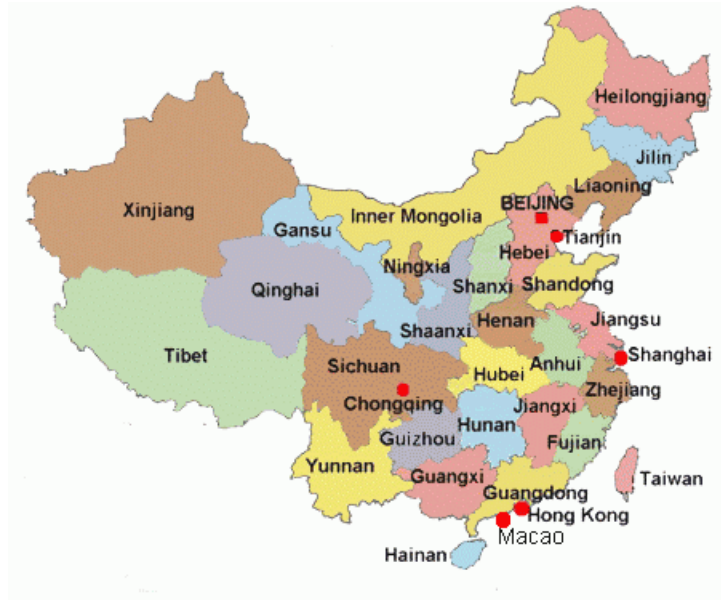 Heilongjiang
Jilin
Liaoning
BEIJING
Xinjiang
Inner Mongolia
Gansu
Tianjin
Hebei
Ningxia
Shanxi
Shandong
Qinghai
Henan
Jiangsu
Shaanxi
Tibet
Shanghai
Sichuan
Anhui
Hubei
Zhejiang
Chongqing
Jiangxi
Hunan
Guizhou
Fujian
Yunnan
Guangxi
Taiwan
Guangdong
Hong Kong
Macao
Hainan